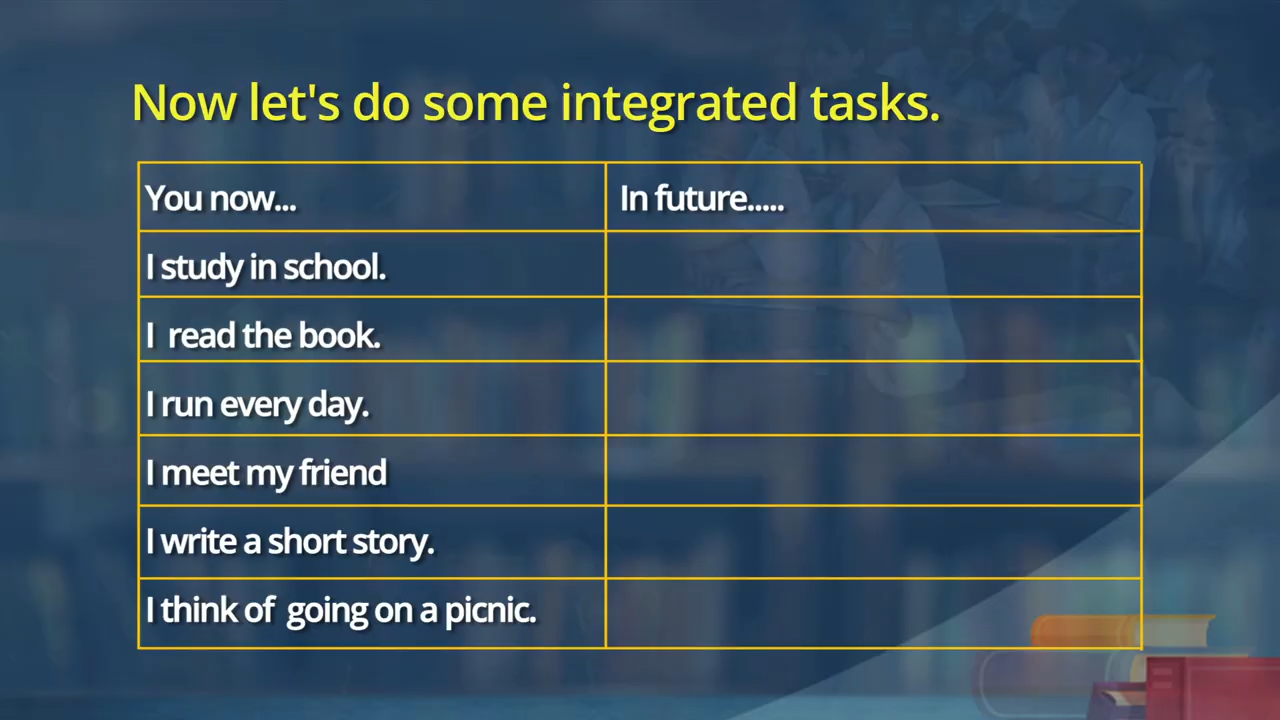 Now let's do some integrated tasks.
You now...
In future.....
I study in school.
I read the book.
I run every day.
I meet my friend
I write a short story.
I think of going on a picnic.